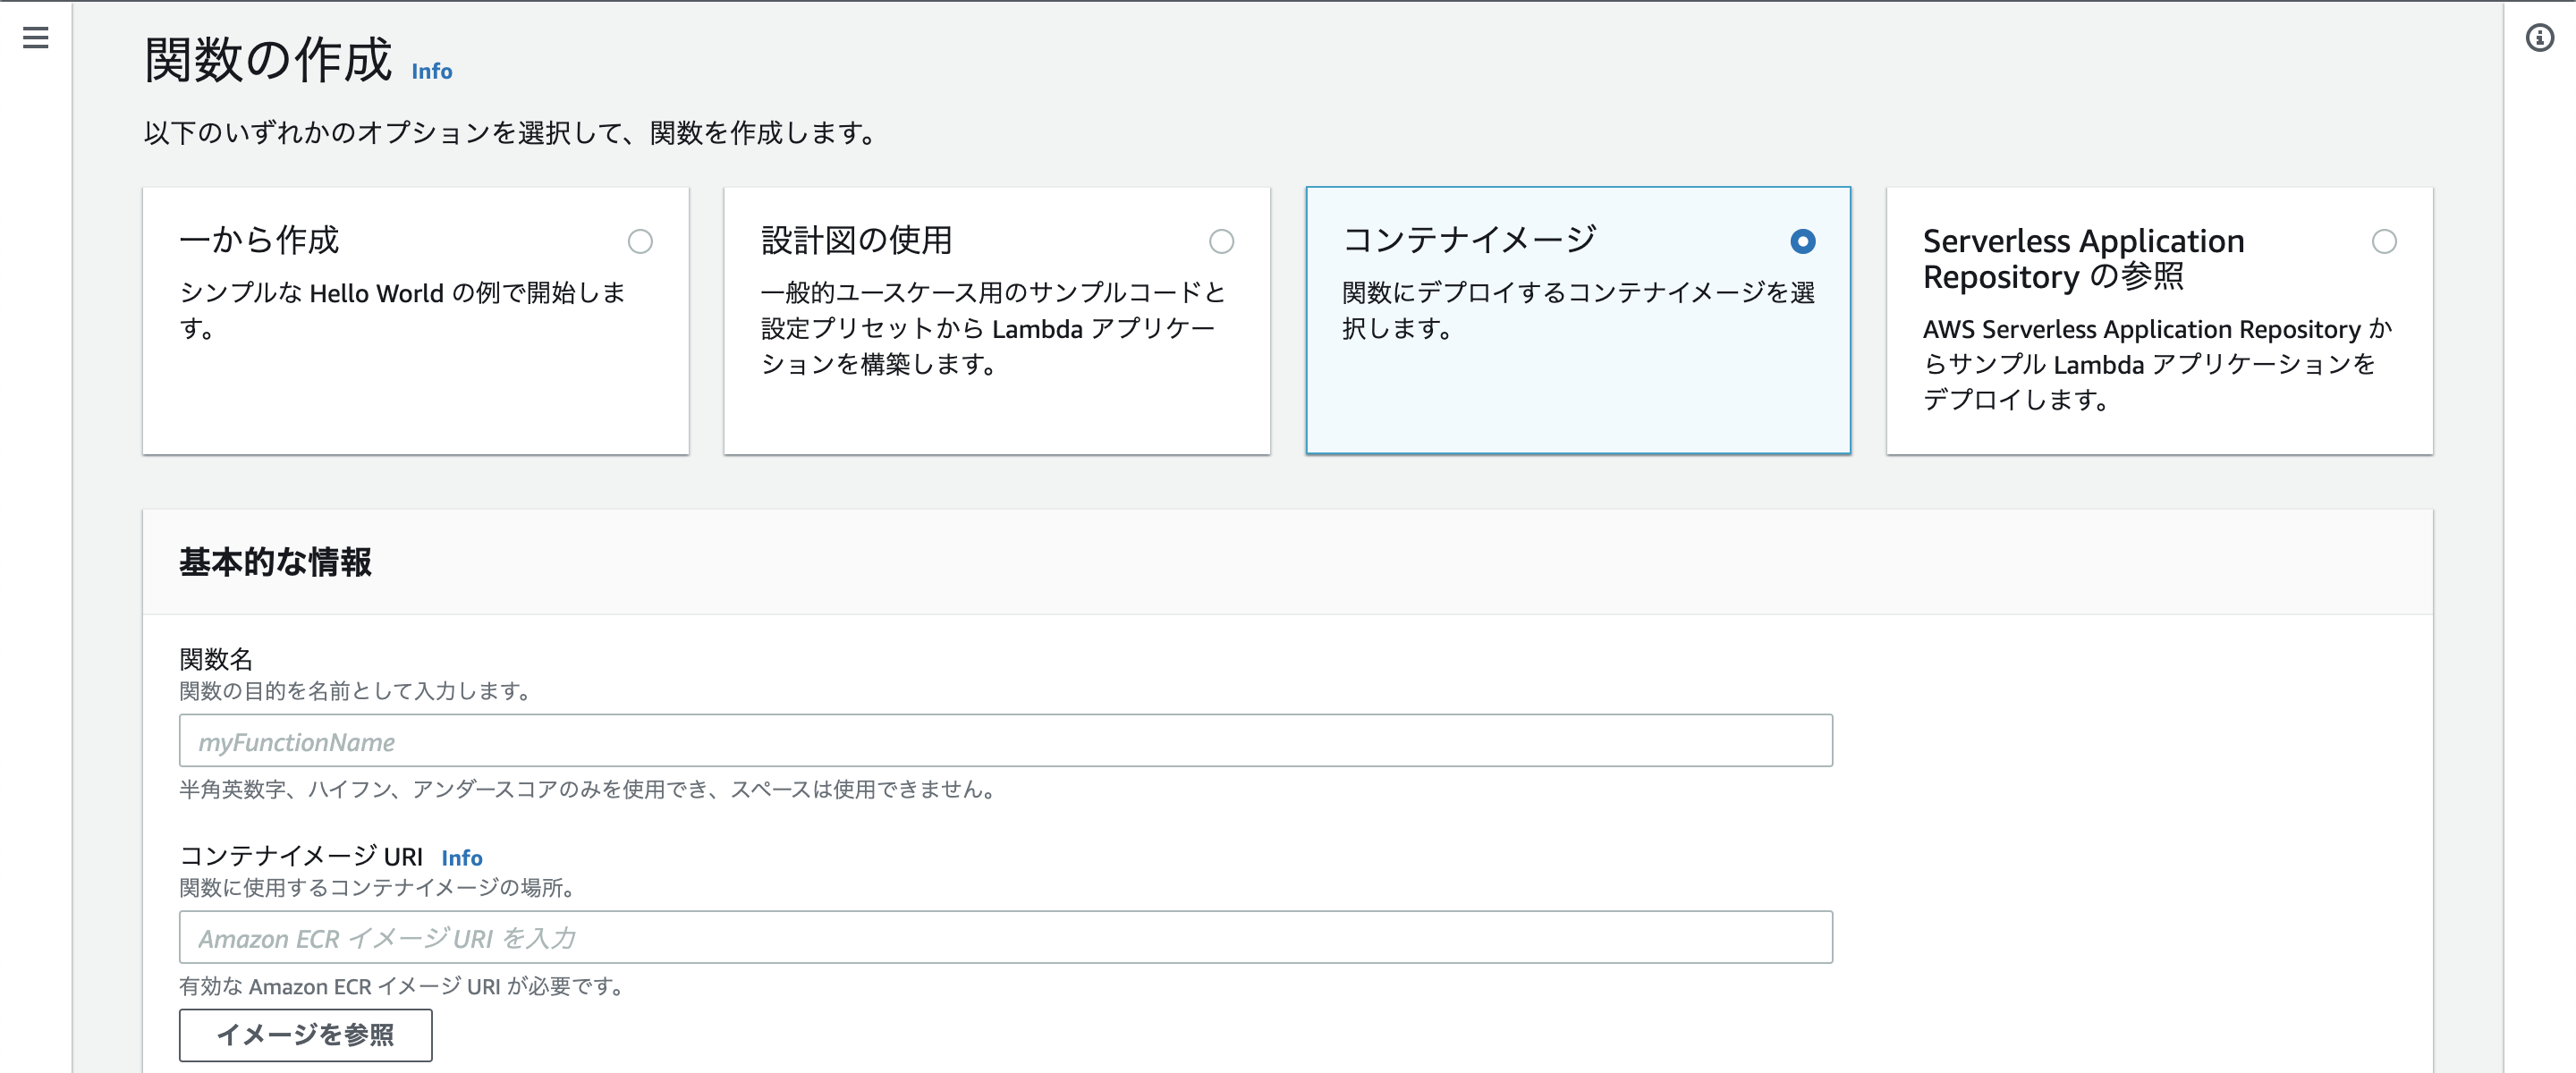 関数の作成 Info
以下のいずれかのオプションを選択して、関数を作成します。
一から作成
シンプルな Hello World の例で開始しま
す。
設計図の使用
一般的ユースケース用のサンプルコードと
設定プリセットから Lambda アプリケー
ションを構築します。
コンテナイメージ
関数にデプロイするコンテナイメージを選
択します。
Serverless Application
Repository の参照
AWS Serverless Application Repository か
らサンプル Lambda アプリケーションを
デプロイします。
基本的な情報
関数名
関数の目的を名前として入力します。
myFunctionName
半角英数字、ハイフン、アンダースコアのみを使用でき、スペースは使用できません。
コンテナイメージ URI Info
関数に使用するコンテナイメージの場所。
Amazon ECR イメージ URI を入力
有効な Amazon ECR イメージ URI が必要です。
イメージを参照